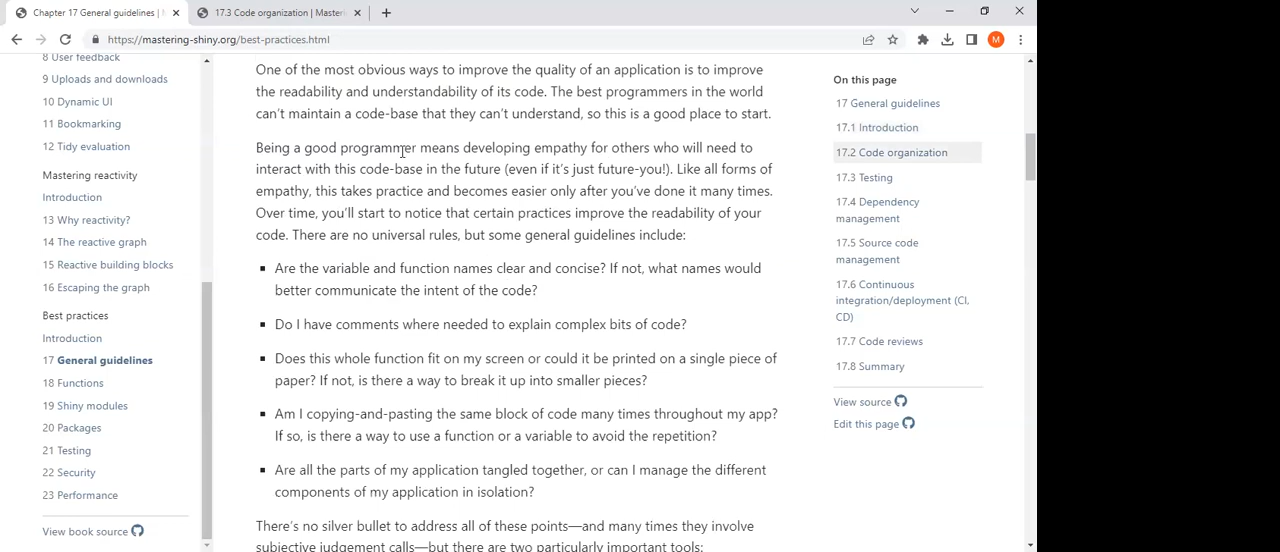 Chapter 17 General guidelines | M
17.3 Code organization | Masteri
https://mastering-shiny.org/best-practices.html
M
8 User feedback
9 Uploads and downloads
10 Dynamic UI
11 Bookmarking
12 Tidy evaluation
Mastering reactivity
Introduction
13 Why reactivity?
14 The reactive graph
15 Reactive building blocks
16 Escaping the graph
Best practices
Introduction
17 General guidelines
18 Functions
19 Shiny modules
20 Packages
21 Testing
22 Security
23 Performance
View book source
One of the most obvious ways to improve the quality of an application is to improve
the readability and understandability of its code. The best programmers in the world
can't maintain a code-base that they can't understand, so this is a good place to start.
Being a good programmer means developing empathy for others who will need to
interact with this code-base in the future (even if it's just future-you!). Like all forms of
empathy, this takes practice and becomes easier only after you've done it many times.
Over time, you'll start to notice that certain practices improve the readability of your
code. There are no universal rules, but some general guidelines include:
▪ Are the variable and function names clear and concise? If not, what names would
better communicate the intent of the code?
▪ Do I have comments where needed to explain complex bits of code?
▪ Does this whole function fit on my screen or could it be printed on a single piece of
paper? If not, is there a way to break it up into smaller pieces?
▪ Am I copying-and-pasting the same block of code many times throughout my app?
If so, is there a way to use a function or a variable to avoid the repetition?
▪ Are all the parts of my application tangled together, or can I manage the different
components of my application in isolation?
There's no silver bullet to address all of these points—and many times they involve
subjective judgement calls—but there are two particularly important tools:
On this page
17 General guidelines
17.1 Introduction
17.2 Code organization
17.3 Testing
17.4 Dependency
management
17.5 Source code
management
17.6 Continuous
integration/deployment (CI,
CD)
17.7 Code reviews
17.8 Summary
View source
Edit this page